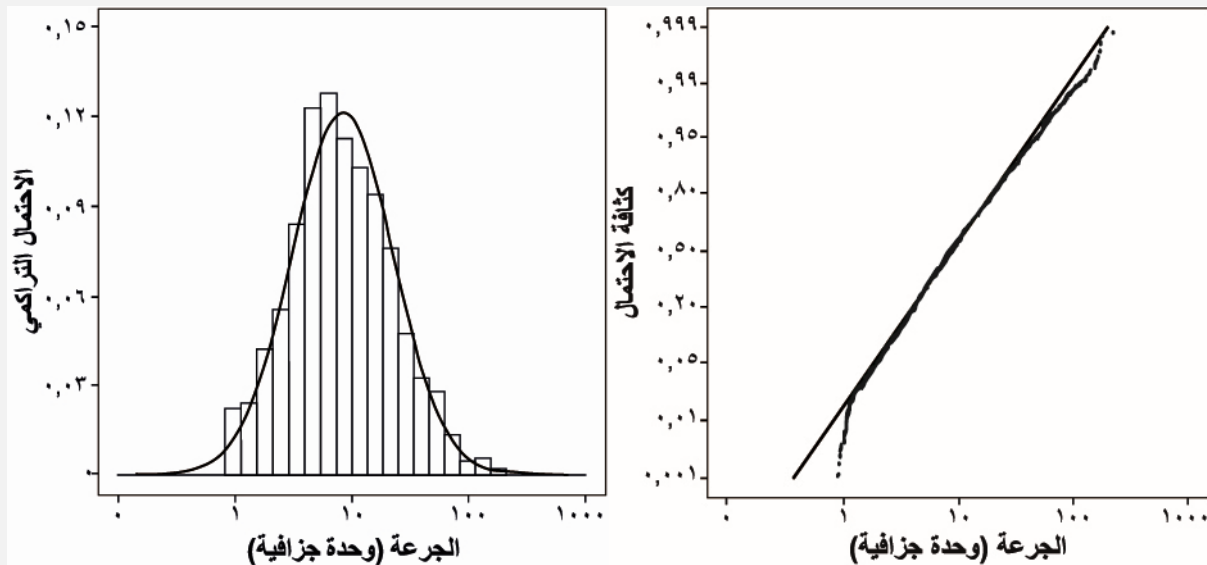 ٠,١٥
٠,١٢
٠,٠٩
٠,٠٦
٠,٠٣
٠
الاحتمال التراكمي
٠ ١ ١٠ ١٠٠ ١٠٠٠
الجرعة (وحدة جزافية)
٠,٩٩٩
٠,٩٩
٠,٩٥
٠,٨٠
٠,٥٠
٠,٢٠
٠,٠٥
٠,٠١
٠,٠٠١
كثافة الاحتمال
٠ ١ ١٠ ١٠٠ ١٠٠٠
الجرعة (وحدة جزافية)